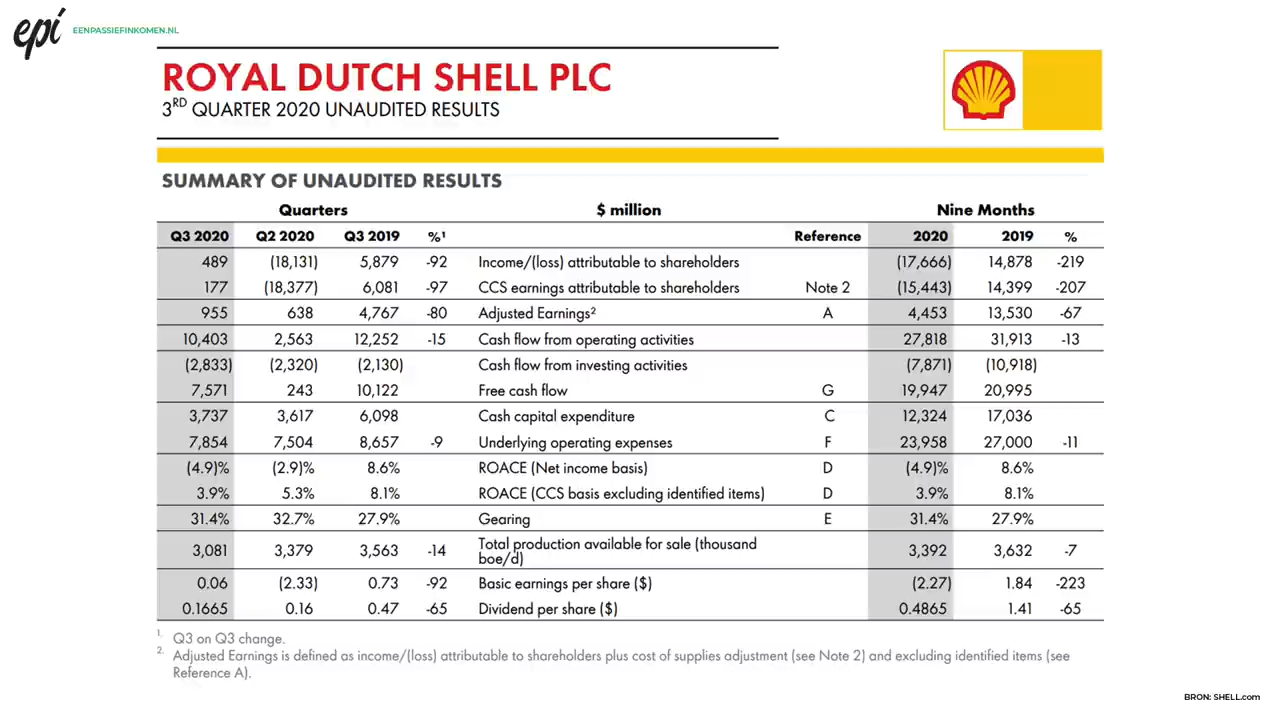 epi EENPASSIEFINKOMEN.NL
ROYAL DUTCH SHELL PLC
3RD QUARTER 2020 UNAUDITED RESULTS
SUMMARY OF UNAUDITED RESULTS
Quarters $ million Nine Months
Q3 2020 Q2 2020 Q3 2019 %¹ Reference 2020 2019 %
489 (18,131) 5,879 -92 Income/(loss) attributable to shareholders (17,666) 14,878 -219
177 (18,377) 6,081 -97 CCS earnings attributable to shareholders Note 2 (15,443) 14,399 -207
955 638 4,767 -80 Adjusted Earnings² A 4,453 13,530 -67
10,403 2,563 12,252 -15 Cash flow from operating activities 27,818 31,913 -13
(2,833) (2,320) (2,130) Cash flow from investing activities (7,871) (10,918)
7,571 243 10,122 Free cash flow G 19,947 20,995
3,737 3,617 6,098 Cash capital expenditure C 12,324 17,036
7,854 7,504 8,657 -9 Underlying operating expenses F 23,958 27,000 -11
(4.9)% (2.9)% 8.6% ROACE (Net income basis) D (4.9)% 8.6%
3.9% 5.3% 8.1% ROACE (CCS basis excluding identified items) D 3.9% 8.1%
31.4% 32.7% 27.9% Gearing E 31.4% 27.9%
3,081 3,379 3,563 -14 Total production available for sale (thousand boe/d) 3,392 3,632 -7
0.06 (2.33) 0.73 -92 Basic earnings per share ($) (2.27) 1.84 -223
0.1665 0.16 0.47 -65 Dividend per share ($) 0.4865 1.41 -65
1. Q3 on Q3 change.
2. Adjusted Earnings is defined as income/(loss) attributable to shareholders plus cost of supplies adjustment (see Note 2) and excluding identified items (see
Reference A).
BRON: SHELL.com